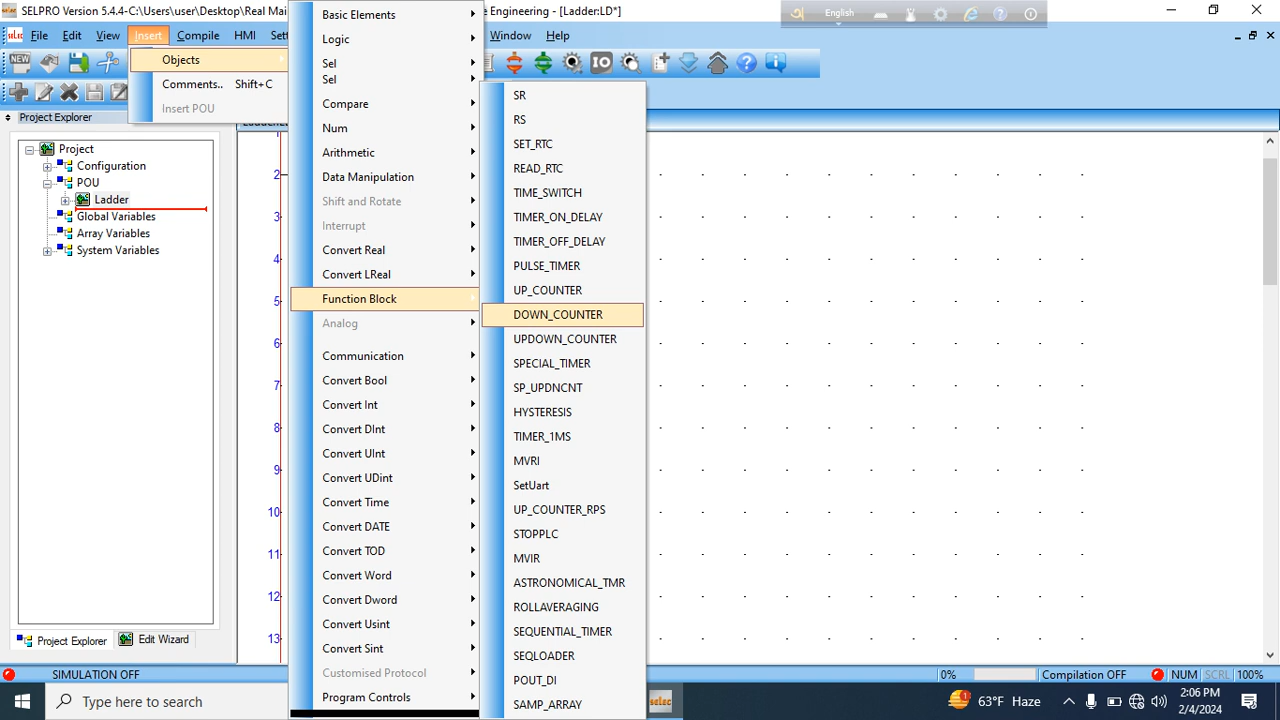 SELPRO Version 5.4.4-C:\Users\user\Desktop\Real Mai
e Engineering - [Ladder:LD*]
English
selec
File
Edit
View
Insert
Compile
HMI
Window
Help
NEW
IO
Objects
Comments.. Shift+C
Insert POU
Project Explorer
Project
Configuration
POU
Ladder
Global Variables
Array Variables
System Variables
Project Explorer
Edit Wizard
Basic Elements
Logic
Sel
Sel
Compare
Num
Arithmetic
Data Manipulation
Shift and Rotate
Interrupt
Convert Real
Convert LReal
Function Block
Analog
Communication
Convert Bool
Convert Int
Convert DInt
Convert UInt
Convert UDint
Convert Time
Convert DATE
Convert TOD
Convert Word
Convert Dword
Convert Usint
Convert Sint
Customised Protocol
Program Controls
SR
RS
SET_RTC
READ_RTC
TIME_SWITCH
TIMER_ON_DELAY
TIMER_OFF_DELAY
PULSE_TIMER
UP_COUNTER
DOWN_COUNTER
UPDOWN_COUNTER
SPECIAL_TIMER
SP_UPDNCNT
HYSTERESIS
TIMER_1MS
MVRI
SetUart
UP_COUNTER_RPS
STOPPLC
MVIR
ASTRONOMICAL_TMR
ROLLAVERAGING
SEQUENTIAL_TIMER
SEQLOADER
POUT_DI
SAMP_ARRAY
2
3
4
5
6
7
8
9
10
11
12
13
SIMULATION OFF
0%
Compilation OFF
NUM
SCRL
100%
Type here to search
selec
1
63°F Haze
2:06 PM
2/4/2024